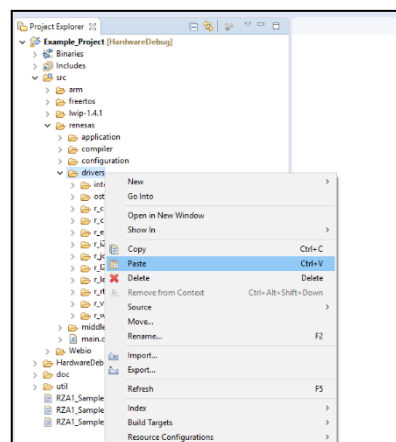 Project Explorer
Example_Project [HardwareDebug]
Binaries
Includes
src
arm
freertos
lwip-1.4.1
renesas
application
compiler
configuration
drivers
New
Go Into
Open in New Window
Show In
Copy Ctrl+C
Paste Ctrl+V
Delete Delete
Remove from Context Ctrl+Alt+Shift+Down
Source
Move...
Rename... F2
Import...
Export...
Refresh F5
Index
Build Targets
Resource Configurations
middle
main.c
Webio
HardwareDeb
doc
util
RZA1_Sample
RZA1_Sample
RZA1_Sample